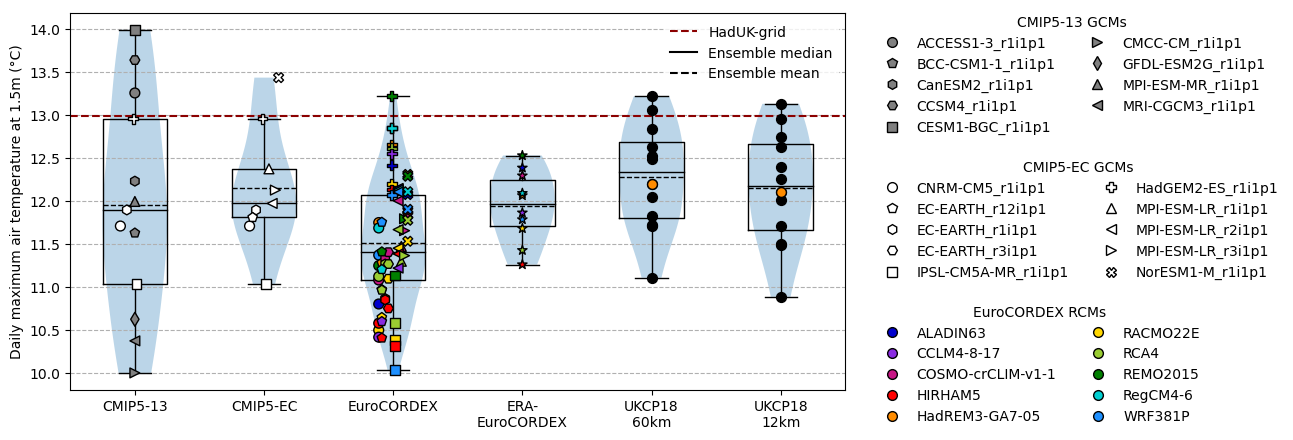 Daily maximum air temperature at 1.5m (°C)
14.0
13.5
13.0
12.5
12.0
11.5
11.0
10.5
10.0
HadUK-grid
Ensemble median
Ensemble mean
CMIP5-13
CMIP5-EC
EuroCORDEX
ERA-
EuroCORDEX
UKCP18
60km
UKCP18
12km
CMIP5-13 GCMs
ACCESS1-3_r1i1p1
BCC-CSM1-1_r1i1p1
CanESM2_r1i1p1
CCSM4_r1i1p1
CESM1-BGC_r1i1p1
CMCC-CM_r1i1p1
GFDL-ESM2G_r1i1p1
MPI-ESM-MR_r1i1p1
MRI-CGCM3_r1i1p1
CMIP5-EC GCMs
CNRM-CM5_r1i1p1
EC-EARTH_r12i1p1
EC-EARTH_r1i1p1
EC-EARTH_r3i1p1
IPSL-CM5A-MR_r1i1p1
HadGEM2-ES_r1i1p1
MPI-ESM-LR_r1i1p1
MPI-ESM-LR_r2i1p1
MPI-ESM-LR_r3i1p1
NorESM1-M_r1i1p1
EuroCORDEX RCMs
ALADIN63
CCLM4-8-17
COSMO-crCLIM-v1-1
HIRHAM5
HadREM3-GA7-05
RACMO22E
RCA4
REMO2015
RegCM4-6
WRF381P